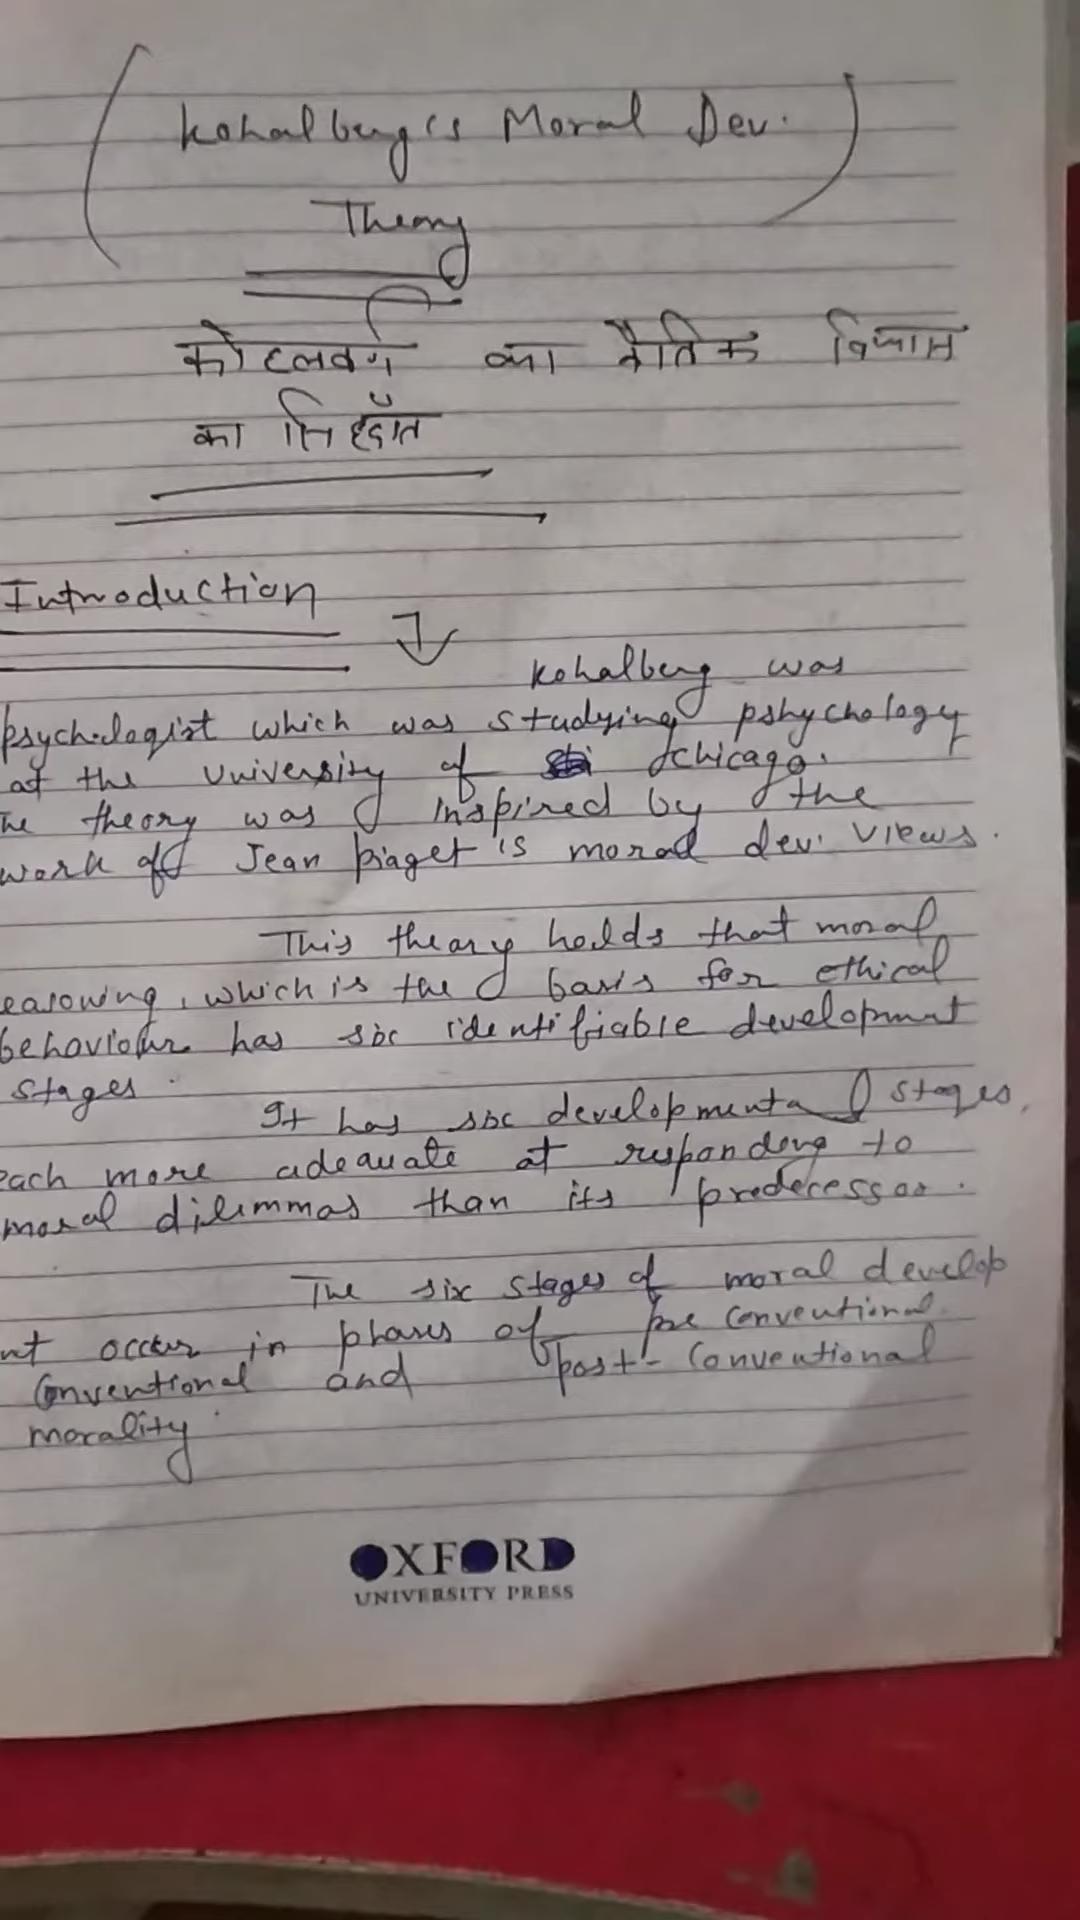 (Kohalberg's Moral Dev.)
Theory
कोहलवर्ग का नैतिक विकास
का सिद्दाँत
Introduction
Kohalberg was
psychologist which was studying pshychology
at the University of Chicago.
The theory was inspired by the
work of Jean piaget's moral dev. views.
This theory holds that moral
easowing, which is the basis for ethical
behaviour has six identifiable development
stages.
It has six developmental stages,
each more adequate at responding to
moral dilemmas than its predecessor.
The six stages of moral develop
nt occur in phases of pre conventional
Conventional and post-Conventional
morality.
OXFORD
UNIVERSITY PRESS